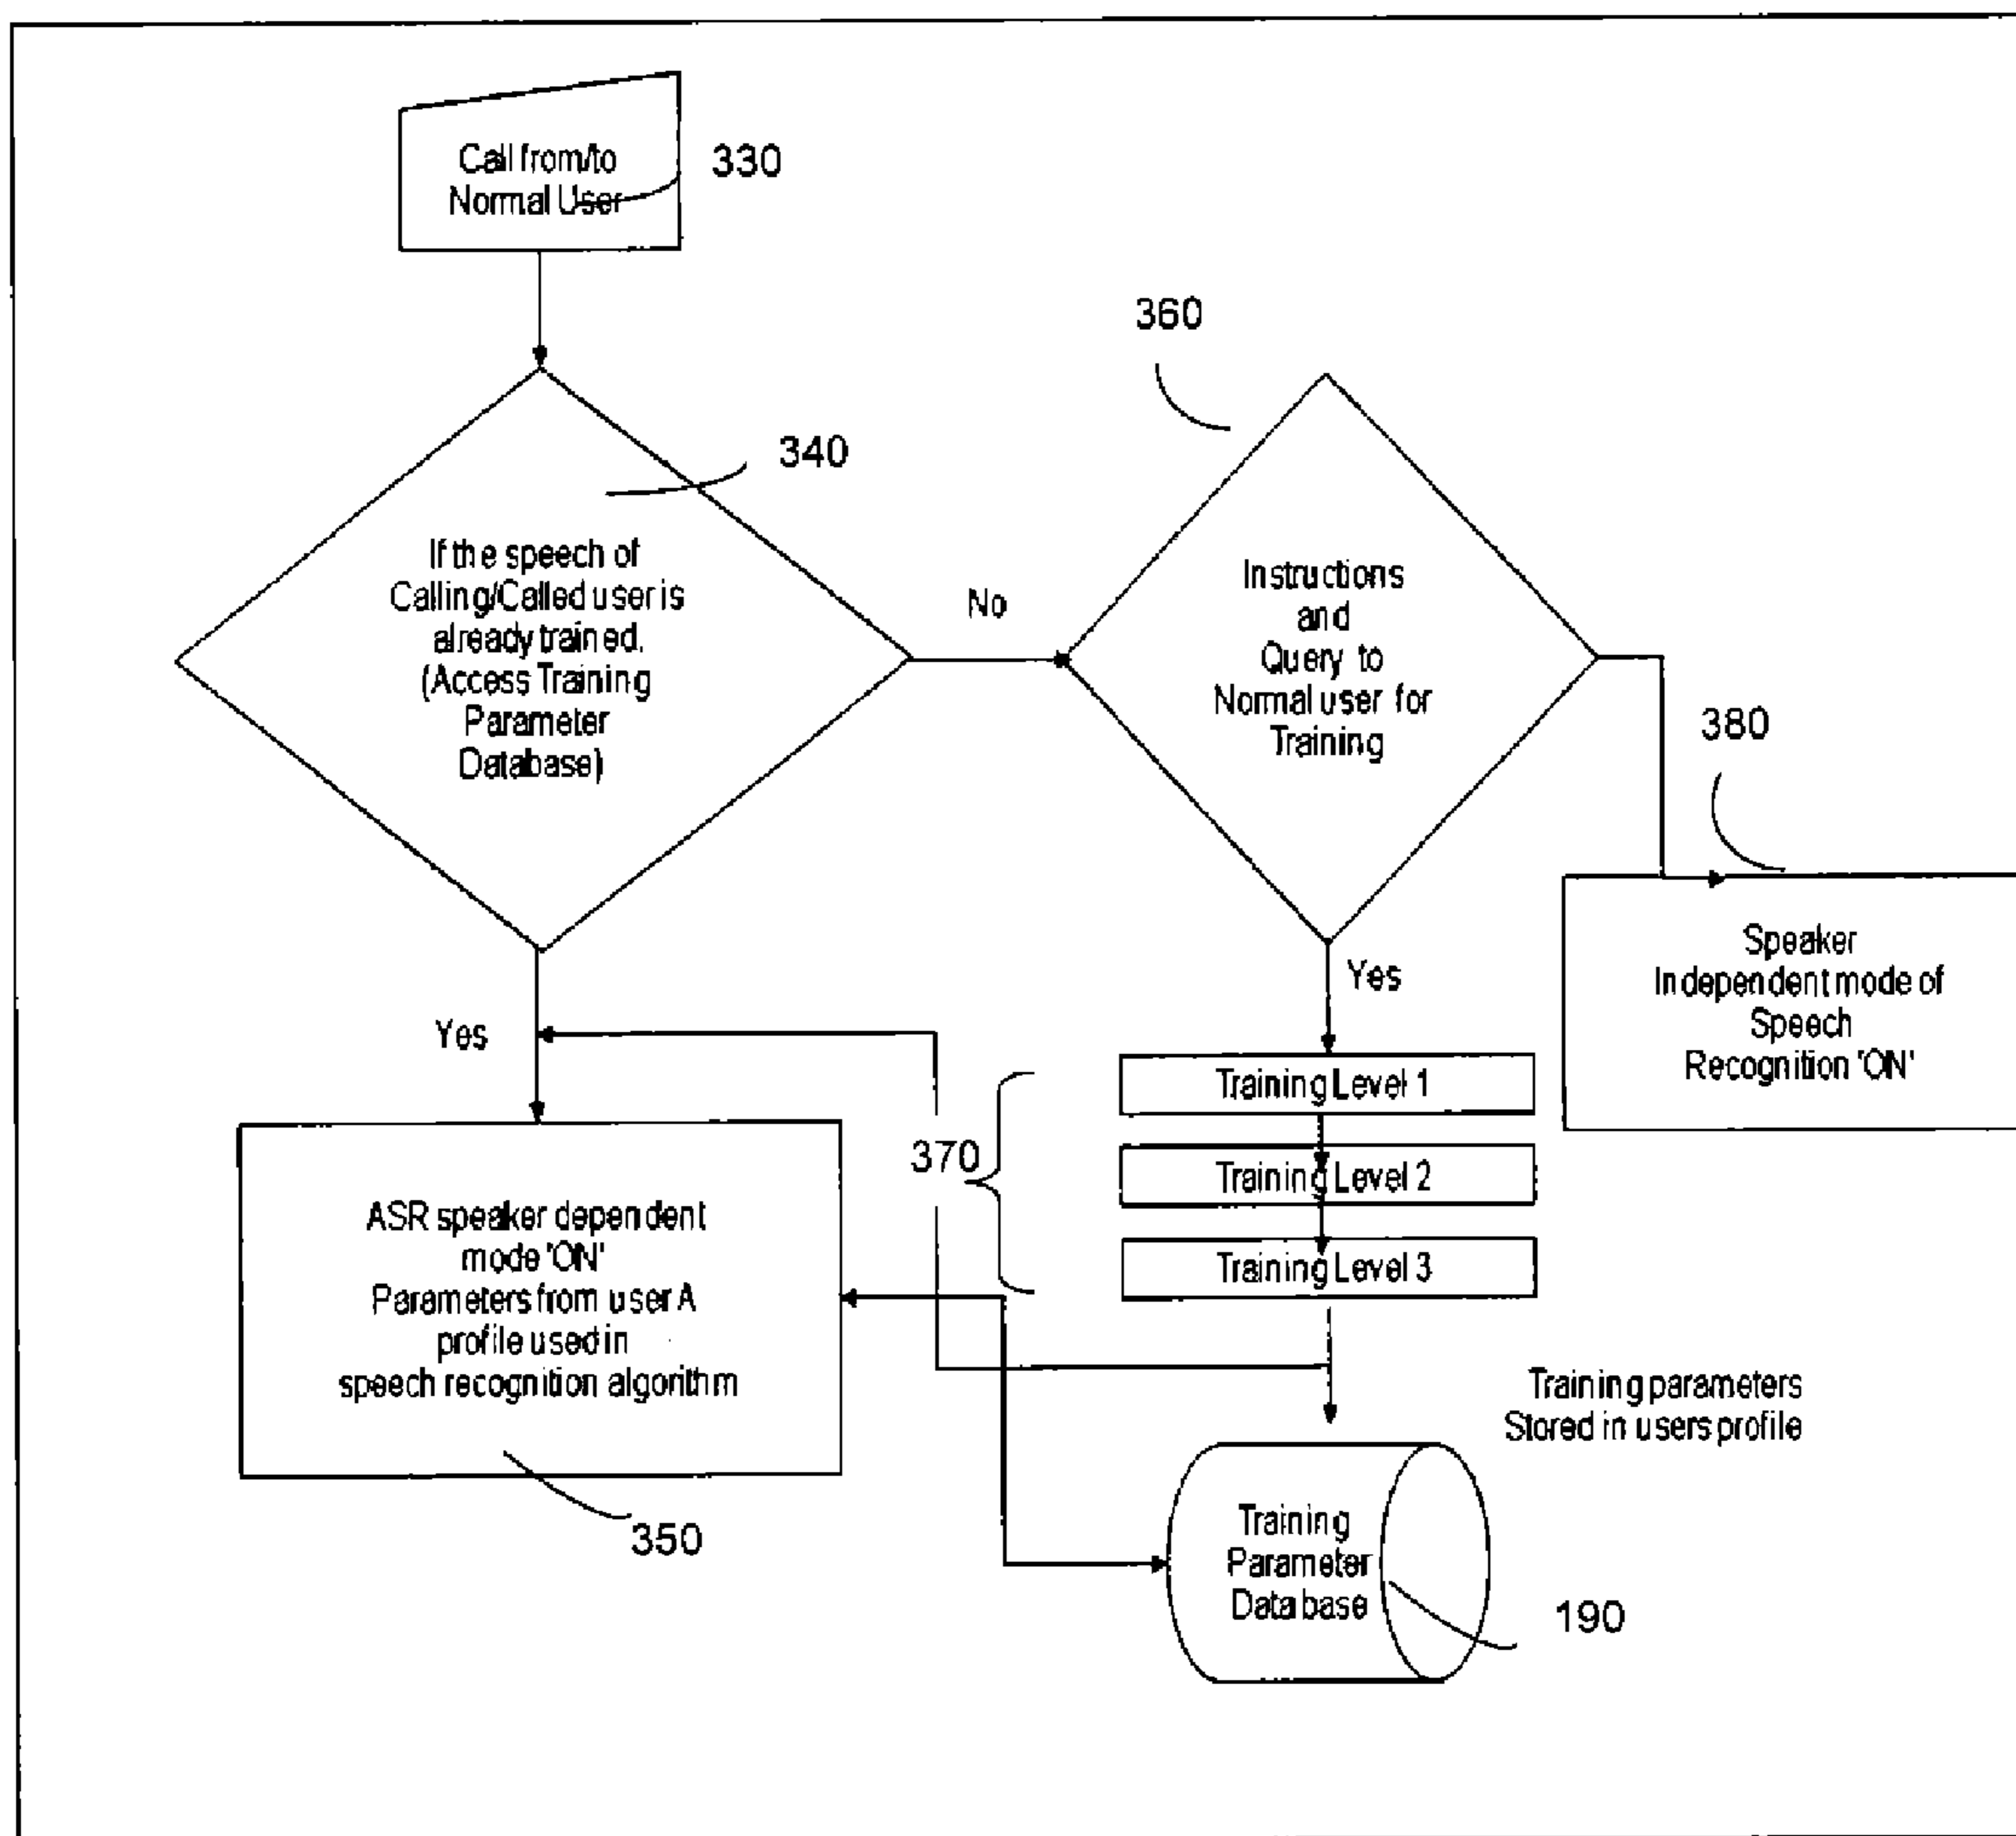 Call from/to
Normal User
330
360
340
If the speech of
Calling/Called user is
already trained.
(Access Training
Parameter
Database)
No
Instructions
and
Query to
Normal user for
Training
380
Speaker
Independent mode of
Speech
Recognition 'ON'
Yes
Yes
370
Training Level 1
Training Level 2
Training Level 3
ASR speaker dependent
mode 'ON'
Parameters from user A
profile used in
speech recognition algorithm
350
Training parameters
Stored in users profile
Training
Parameter
Database
190